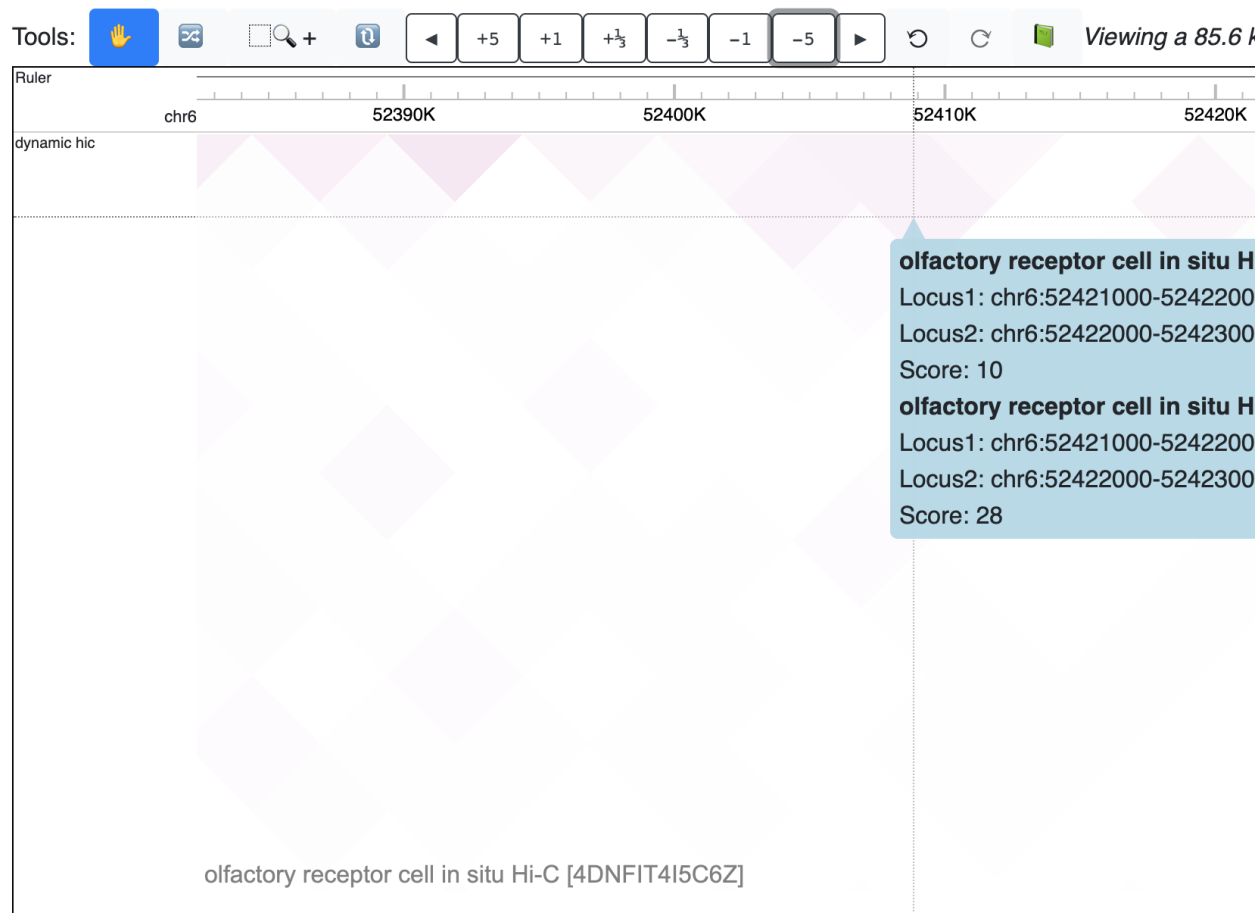 Tools: + ◄ +5 +1 +⅓ -⅓ -1 -5 ► Viewing a 85.6 k
Ruler
chr6 52390K 52400K 52410K 52420K
dynamic hic
olfactory receptor cell in situ H
Locus1: chr6:52421000-5242200
Locus2: chr6:52422000-5242300
Score: 10
olfactory receptor cell in situ H
Locus1: chr6:52421000-5242200
Locus2: chr6:52422000-5242300
Score: 28
olfactory receptor cell in situ Hi-C [4DNFIT4I5C6Z]